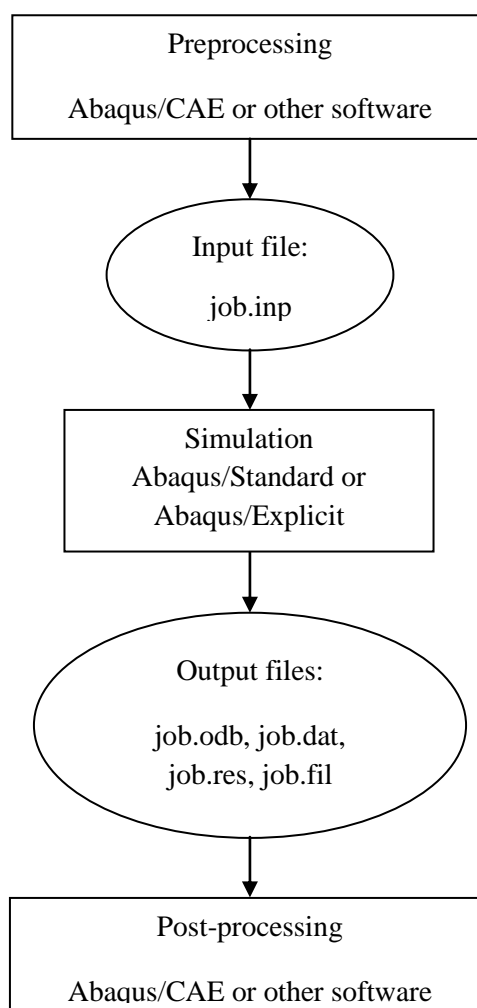 Preprocessing
Abaqus/CAE or other software
Input file:
job.inp
Simulation
Abaqus/Standard or
Abaqus/Explicit
Output files:
job.odb, job.dat,
job.res, job.fil
Post-processing
Abaqus/CAE or other software